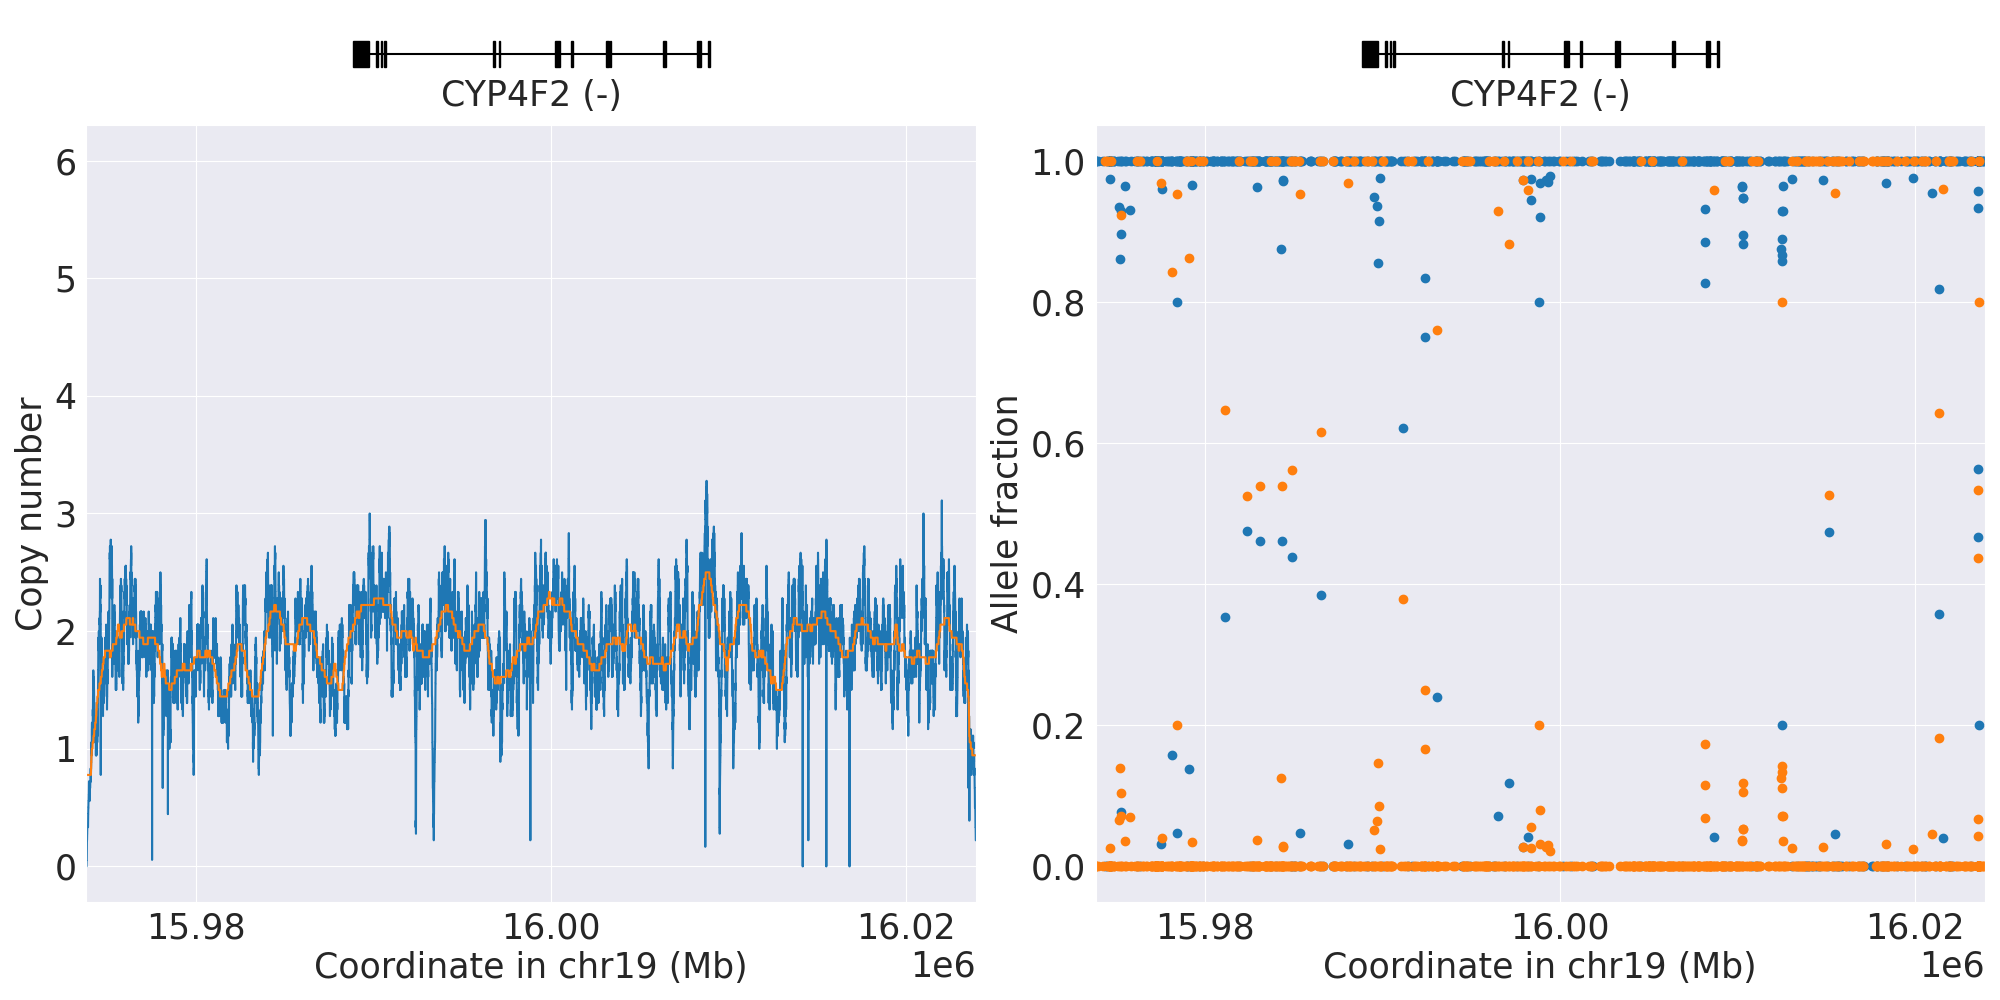 CYP4F2 (-)
Copy number
6
5
4
3
2
1
0
15.98
16.00
16.02
1e6
Coordinate in chr19 (Mb)
CYP4F2 (-)
Allele fraction
1.0
0.8
0.6
0.4
0.2
0.0
15.98
16.00
16.02
1e6
Coordinate in chr19 (Mb)